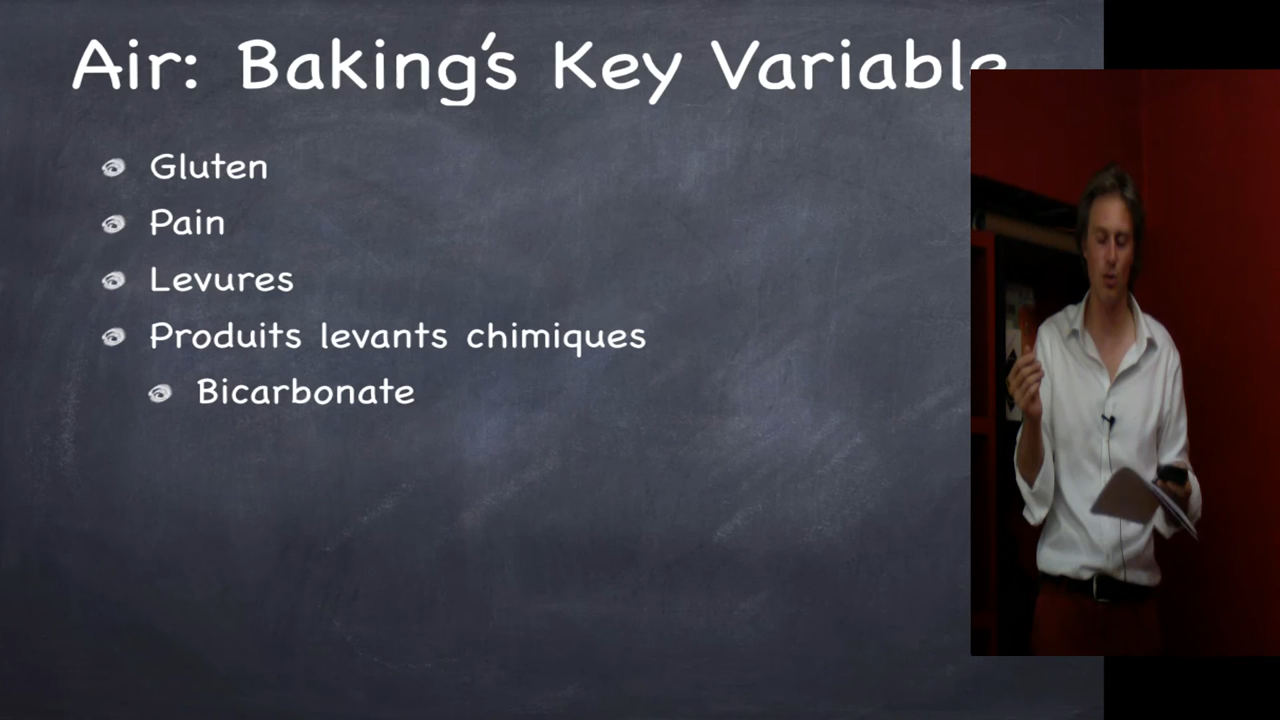 Air: Baking's Key Variable
Gluten
Pain
Levures
Produits levants chimiques
Bicarbonate